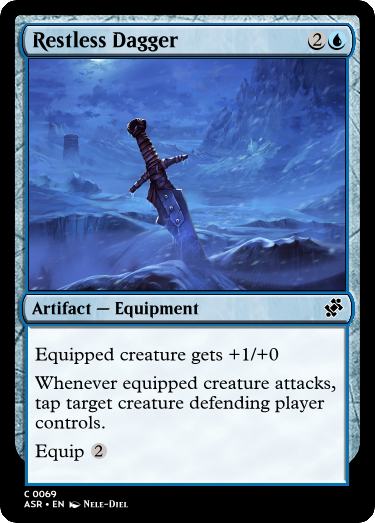 Restless Dagger 2
Artifact — Equipment
Equipped creature gets +1/+0
Whenever equipped creature attacks,
tap target creature defending player
controls.
Equip 2
C 0069
ASR • EN Nele-Diel